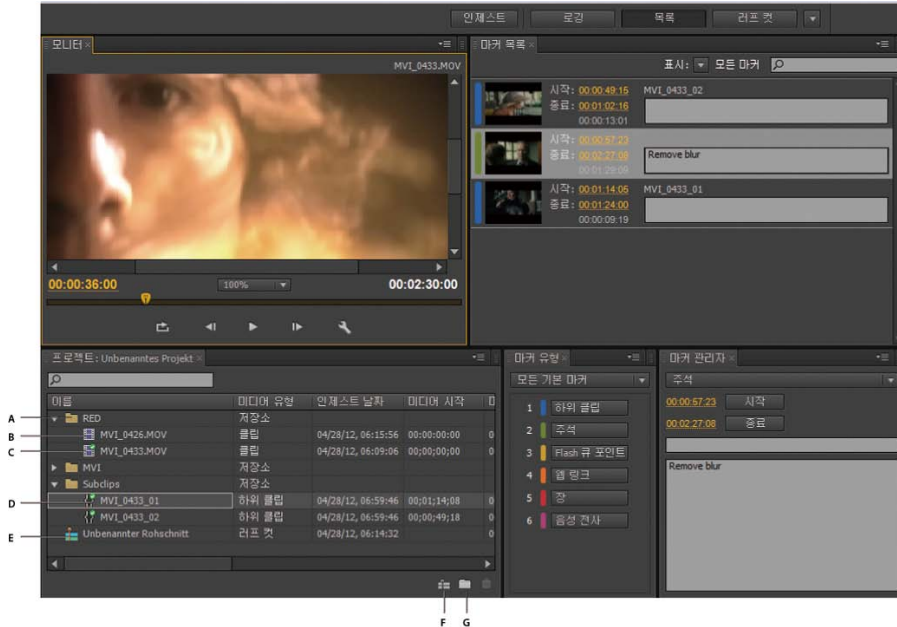 인제스트 로깅 목록 러프 컷
모니터 ×
MVI_0433.MOV
00:00:36:00 100% 00:02:30:00
마커 목록 ×
표시: 모든 마커
시작: 00:00:49:15 MVI_0433_02
종료: 00:01:02:16
00:00:13:01
시작: 00:00:57:23
종료: 00:02:27:08 Remove blur
00:01:29:09
시작: 00:01:14:05 MVI_0433_01
종료: 00:01:24:00
00:00:09:19
프로젝트: Unbenanntes Projekt ×
이름 미디어 유형 인제스트 날짜 미디어 시작
A RED 저장소
B MVI_0426.MOV 클립 04/28/12, 06:15:56 00:00:00:00 0
C MVI_0433.MOV 클립 04/28/12, 06:09:06 00;00;00;00 0
MVI 저장소
Subclips 저장소
D MVI_0433_01 하위 클립 04/28/12, 06:59:46 00;01;14;08 0
MVI_0433_02 하위 클립 04/28/12, 06:59:46 00;00;49;18 0
E Unbenannter Rohschnitt 러프 컷 04/28/12, 06:14:32 0
F G
마커 유형 ×
모든 기본 마커
1 하위 클립
2 주석
3 Flash 큐 포인트
4 웹 링크
5 장
6 음성 전사
마커 관리자 ×
주석
00:00:57:23 시작
00:02:27:08 종료
Remove blur